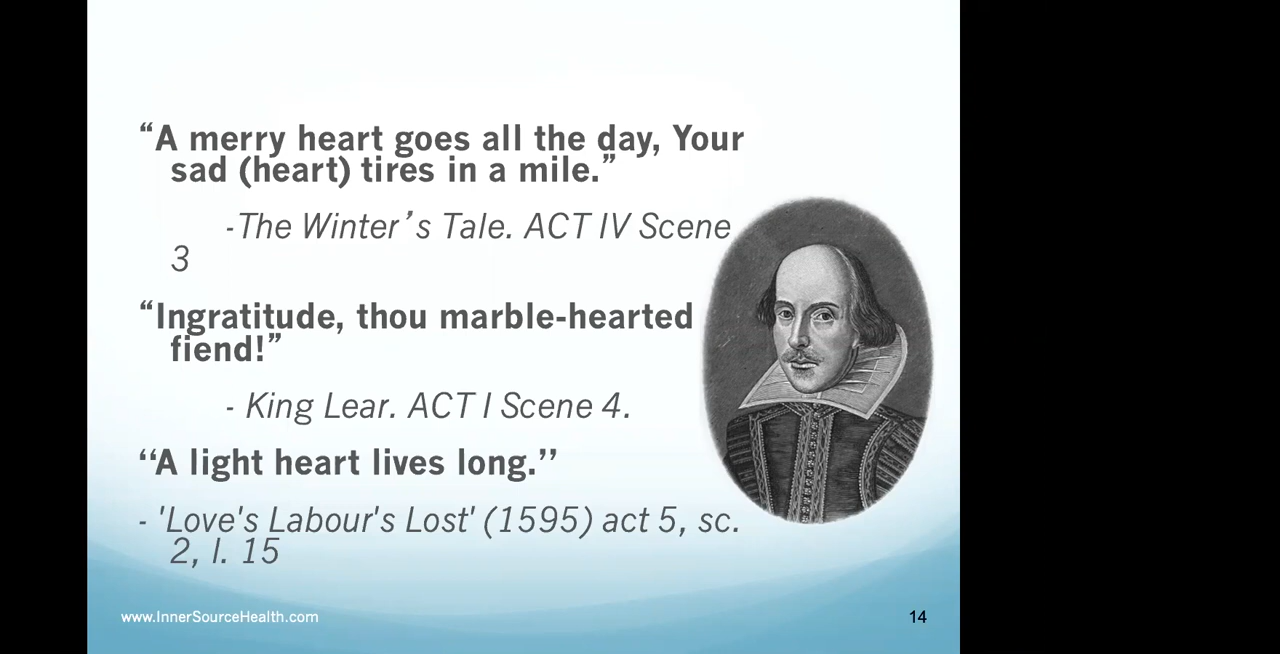 “A merry heart goes all the day, Your
sad (heart) tires in a mile.”
-The Winter’s Tale. ACT IV Scene
3
“Ingratitude, thou marble-hearted
fiend!”
- King Lear. ACT I Scene 4.
‘‘A light heart lives long.’’
- 'Love's Labour's Lost' (1595) act 5, sc.
2, l. 15
www.InnerSourceHealth.com
14